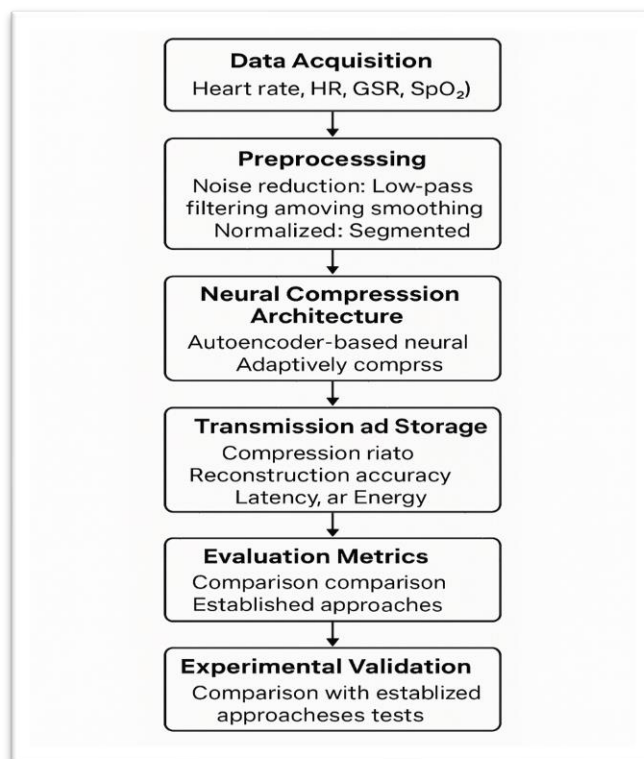 Data Acquisition
Heart rate, HR, GSR, SpO₂)
Preprocesssing
Noise reduction: Low-pass
filtering amoving smoothing
Normalized: Segmented
Neural Compresssion
Architecture
Autoencoder-based neural
Adaptively comprss
Transmission ad Storage
Compression riato
Reconstruction accuracy
Latency, ar Energy
Evaluation Metrics
Comparison comparison
Established approaches
Experimental Validation
Comparison with establized
approacheses tests